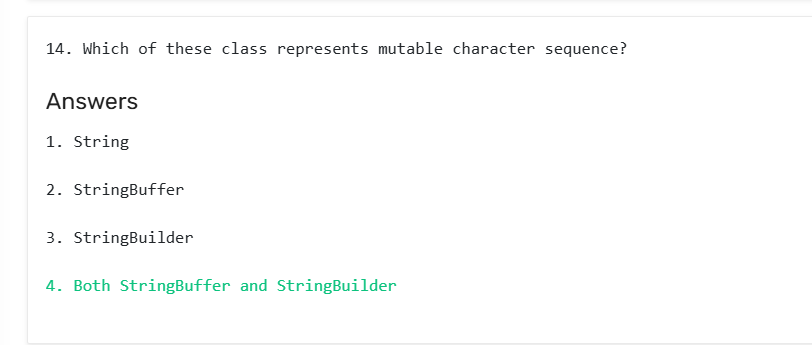 14. Which of these class represents mutable character sequence?
Answers
1. String
2. StringBuffer
3. StringBuilder
4. Both StringBuffer and StringBuilder